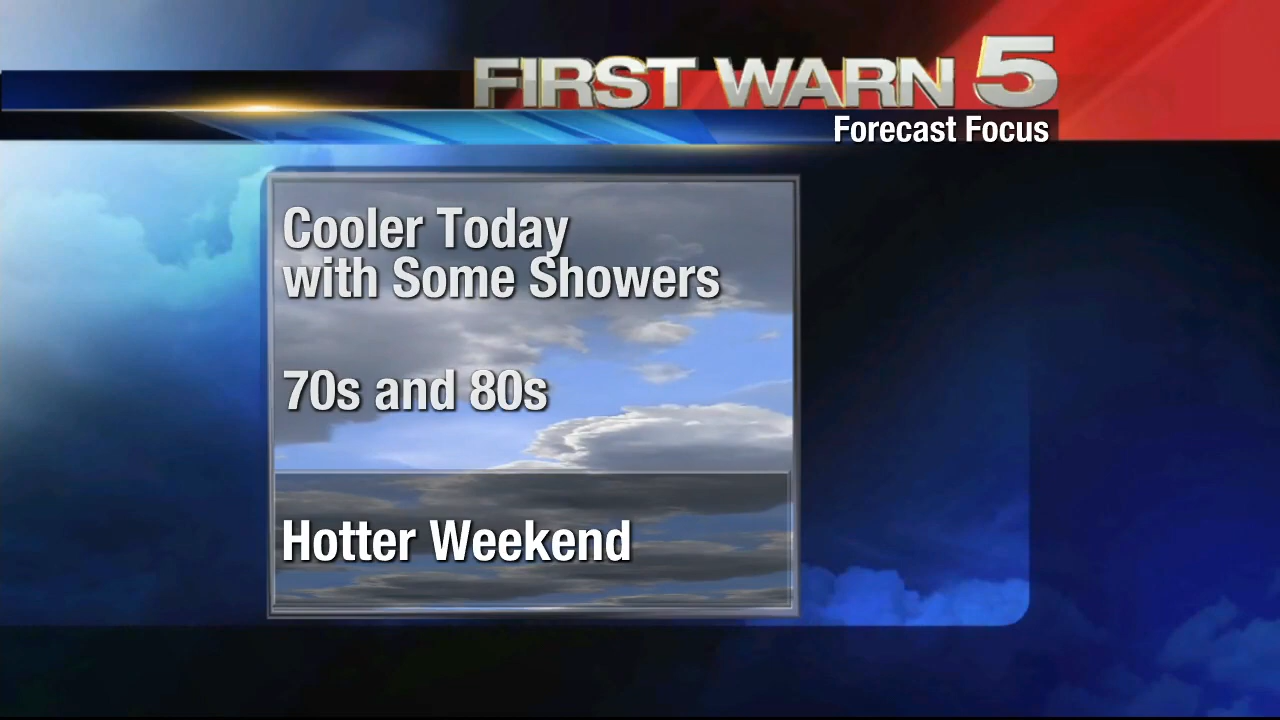 FIRST WARN 5
Forecast Focus
Cooler Today
with Some Showers
70s and 80s
Hotter Weekend